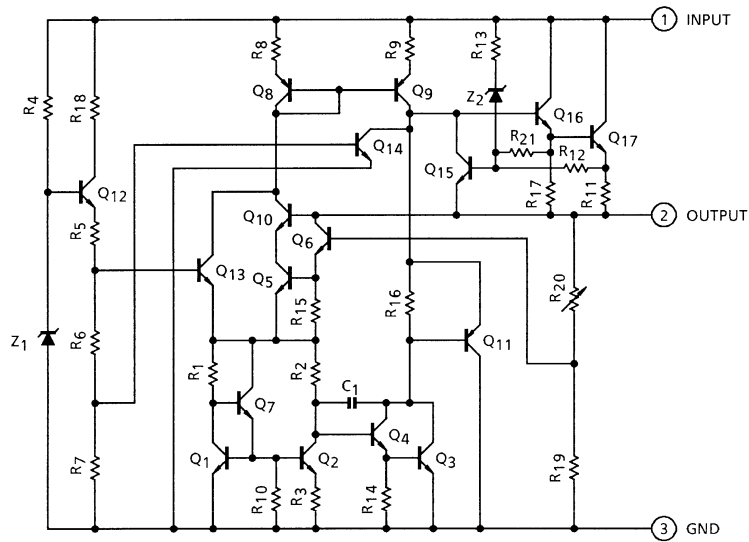 1 INPUT
R8
R9
R13
R4
R18
Q8
Q9
Z2
Q16
Q14
R21
Q17
Q15
R12
Q12
R17
R11
2 OUTPUT
R5
Q10
Q6
Q13
Q5
R20
R15
R16
Z1
R6
Q11
R1
R2
C1
Q7
Q4
R7
Q1
Q2
Q3
R19
R10
R3
R14
3 GND